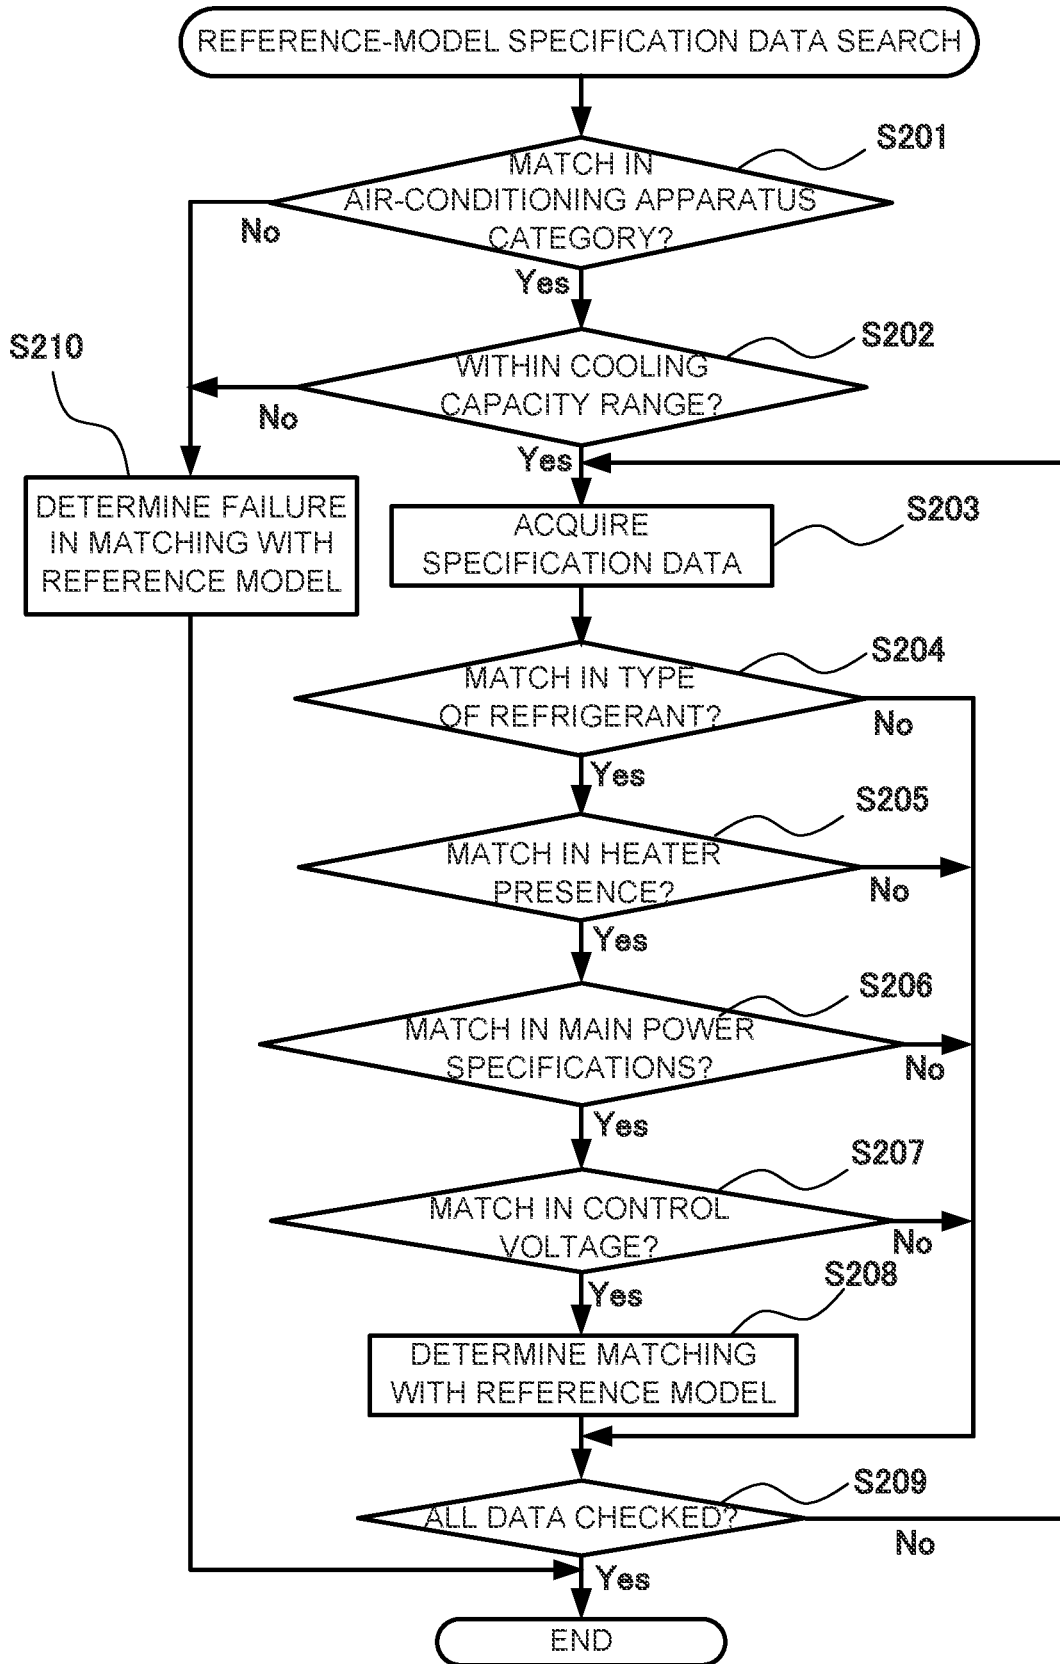 REFERENCE-MODEL SPECIFICATION DATA SEARCH
S201
MATCH IN
AIR-CONDITIONING APPARATUS
CATEGORY?
No
Yes
S202
WITHIN COOLING
CAPACITY RANGE?
No
Yes
S210
DETERMINE FAILURE
IN MATCHING WITH
REFERENCE MODEL
S203
ACQUIRE
SPECIFICATION DATA
S204
MATCH IN TYPE
OF REFRIGERANT?
No
Yes
S205
MATCH IN HEATER
PRESENCE?
No
Yes
S206
MATCH IN MAIN POWER
SPECIFICATIONS?
No
Yes
S207
MATCH IN CONTROL
VOLTAGE?
No
Yes
S208
DETERMINE MATCHING
WITH REFERENCE MODEL
S209
ALL DATA CHECKED?
No
Yes
END